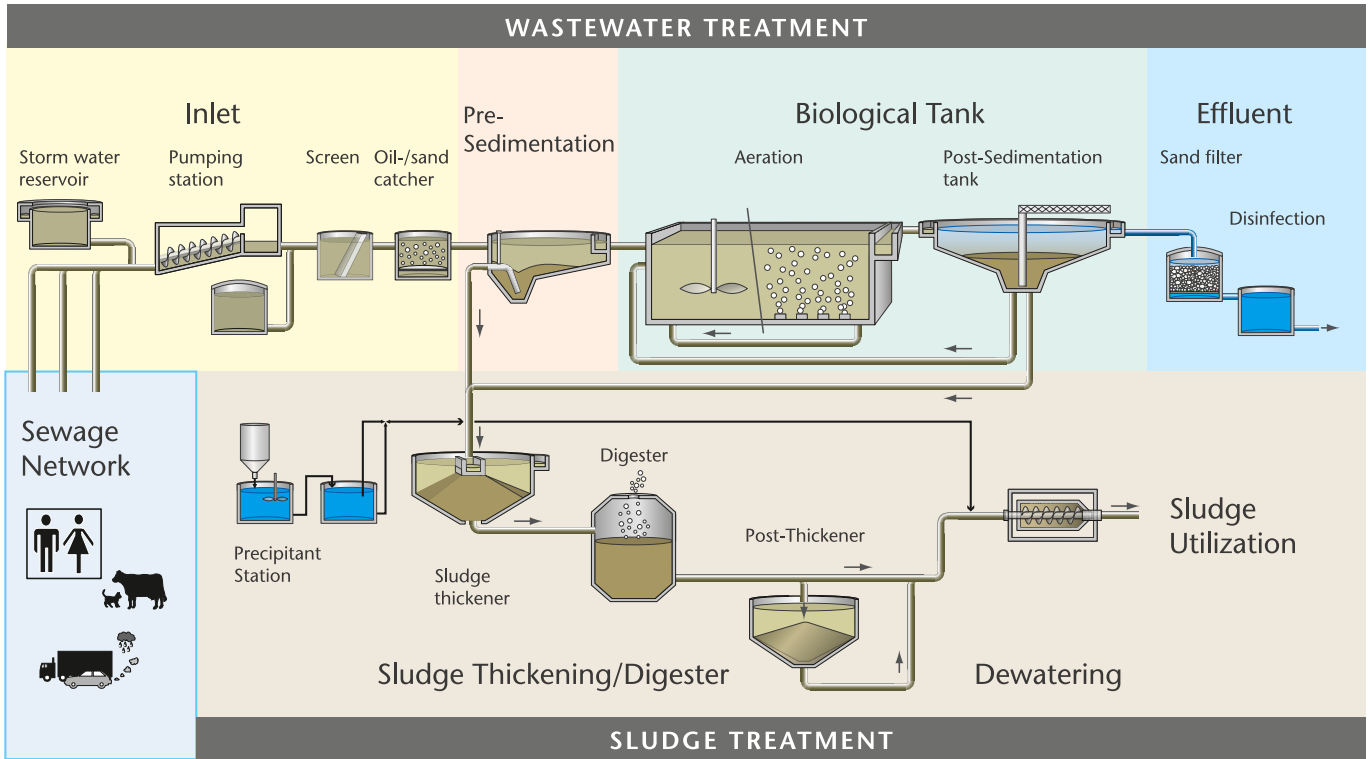 WASTEWATER TREATMENT
Inlet
Pre-
Sedimentation
Biological Tank
Effluent
Storm water
reservoir
Pumping
station
Screen
Oil-/sand
catcher
Aeration
Post-Sedimentation
tank
Sand filter
Disinfection
Sewage
Network
Precipitant
Station
Sludge
thickener
Digester
Post-Thickener
Sludge
Utilization
Sludge Thickening/Digester
Dewatering
SLUDGE TREATMENT